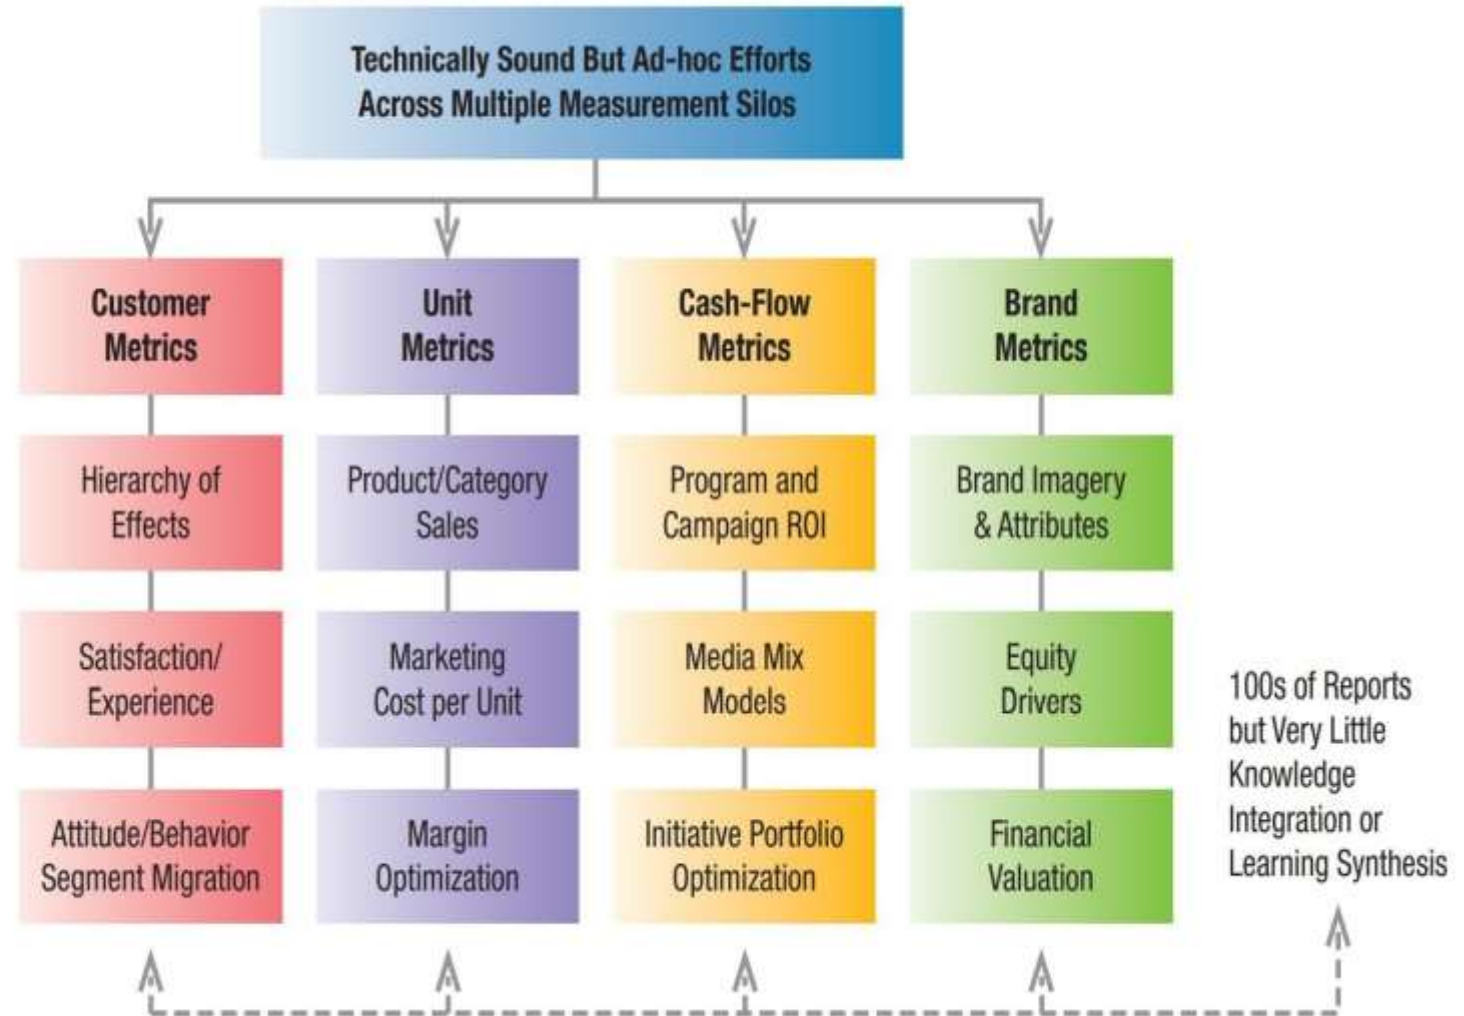 Technically Sound But Ad-hoc Efforts
Across Multiple Measurement Silos
Customer
Metrics
Unit
Metrics
Cash-Flow
Metrics
Brand
Metrics
Hierarchy of
Effects
Product/Category
Sales
Program and
Campaign ROI
Brand Imagery
& Attributes
Satisfaction/
Experience
Marketing
Cost per Unit
Media Mix
Models
Equity
Drivers
Attitude/Behavior
Segment Migration
Margin
Optimization
Initiative Portfolio
Optimization
Financial
Valuation
100s of Reports
but Very Little
Knowledge
Integration or
Learning Synthesis